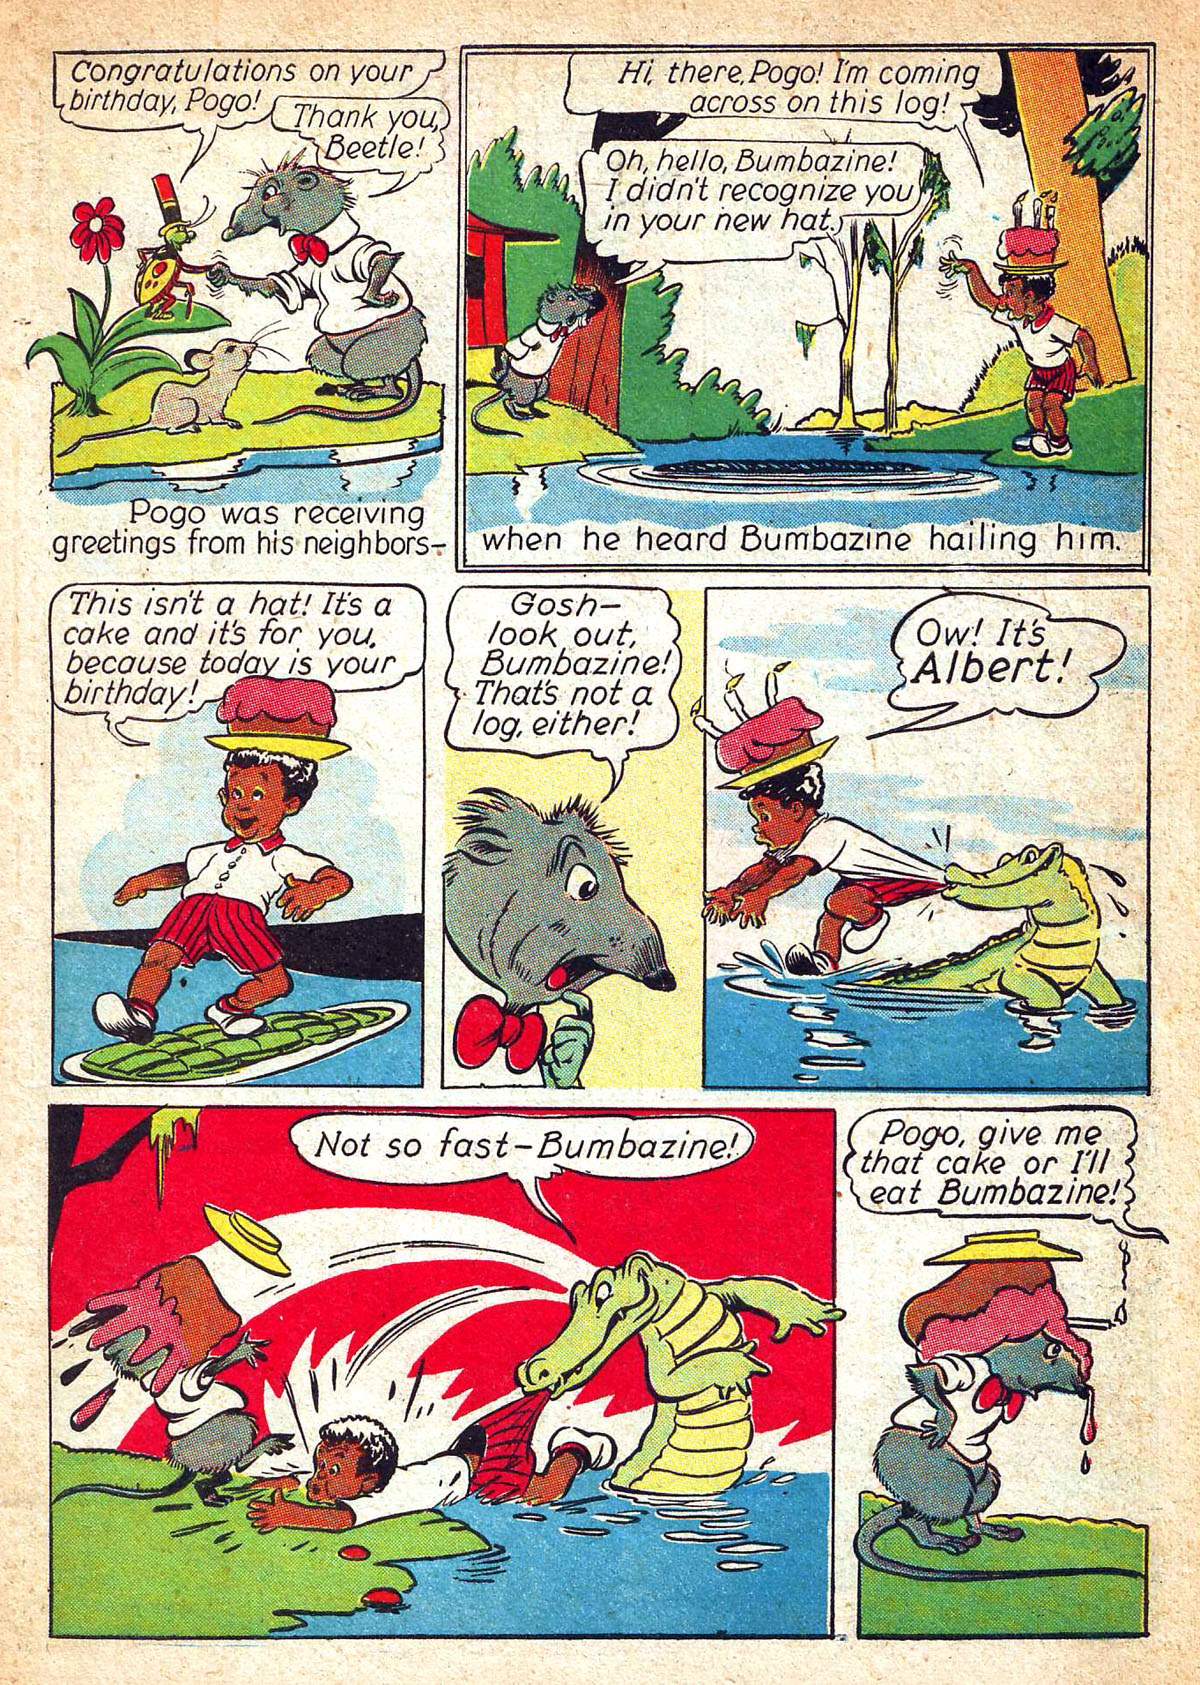 Congratulations on your
birthday, Pogo!
Thank you,
Beetle!
Pogo was receiving
greetings from his neighbors-
Hi, there, Pogo! I'm coming
across on this log!
Oh, hello, Bumbazine!
I didn't recognize you
in your new hat.
when he heard Bumbazine hailing him.
This isn't a hat! It's a
cake and it's for you,
because today is your
birthday!
Gosh-
look out,
Bumbazine!
That's not a
log, either!
Ow! It's
Albert!
Not so fast-Bumbazine!
Pogo, give me
that cake or I'll
eat Bumbazine!